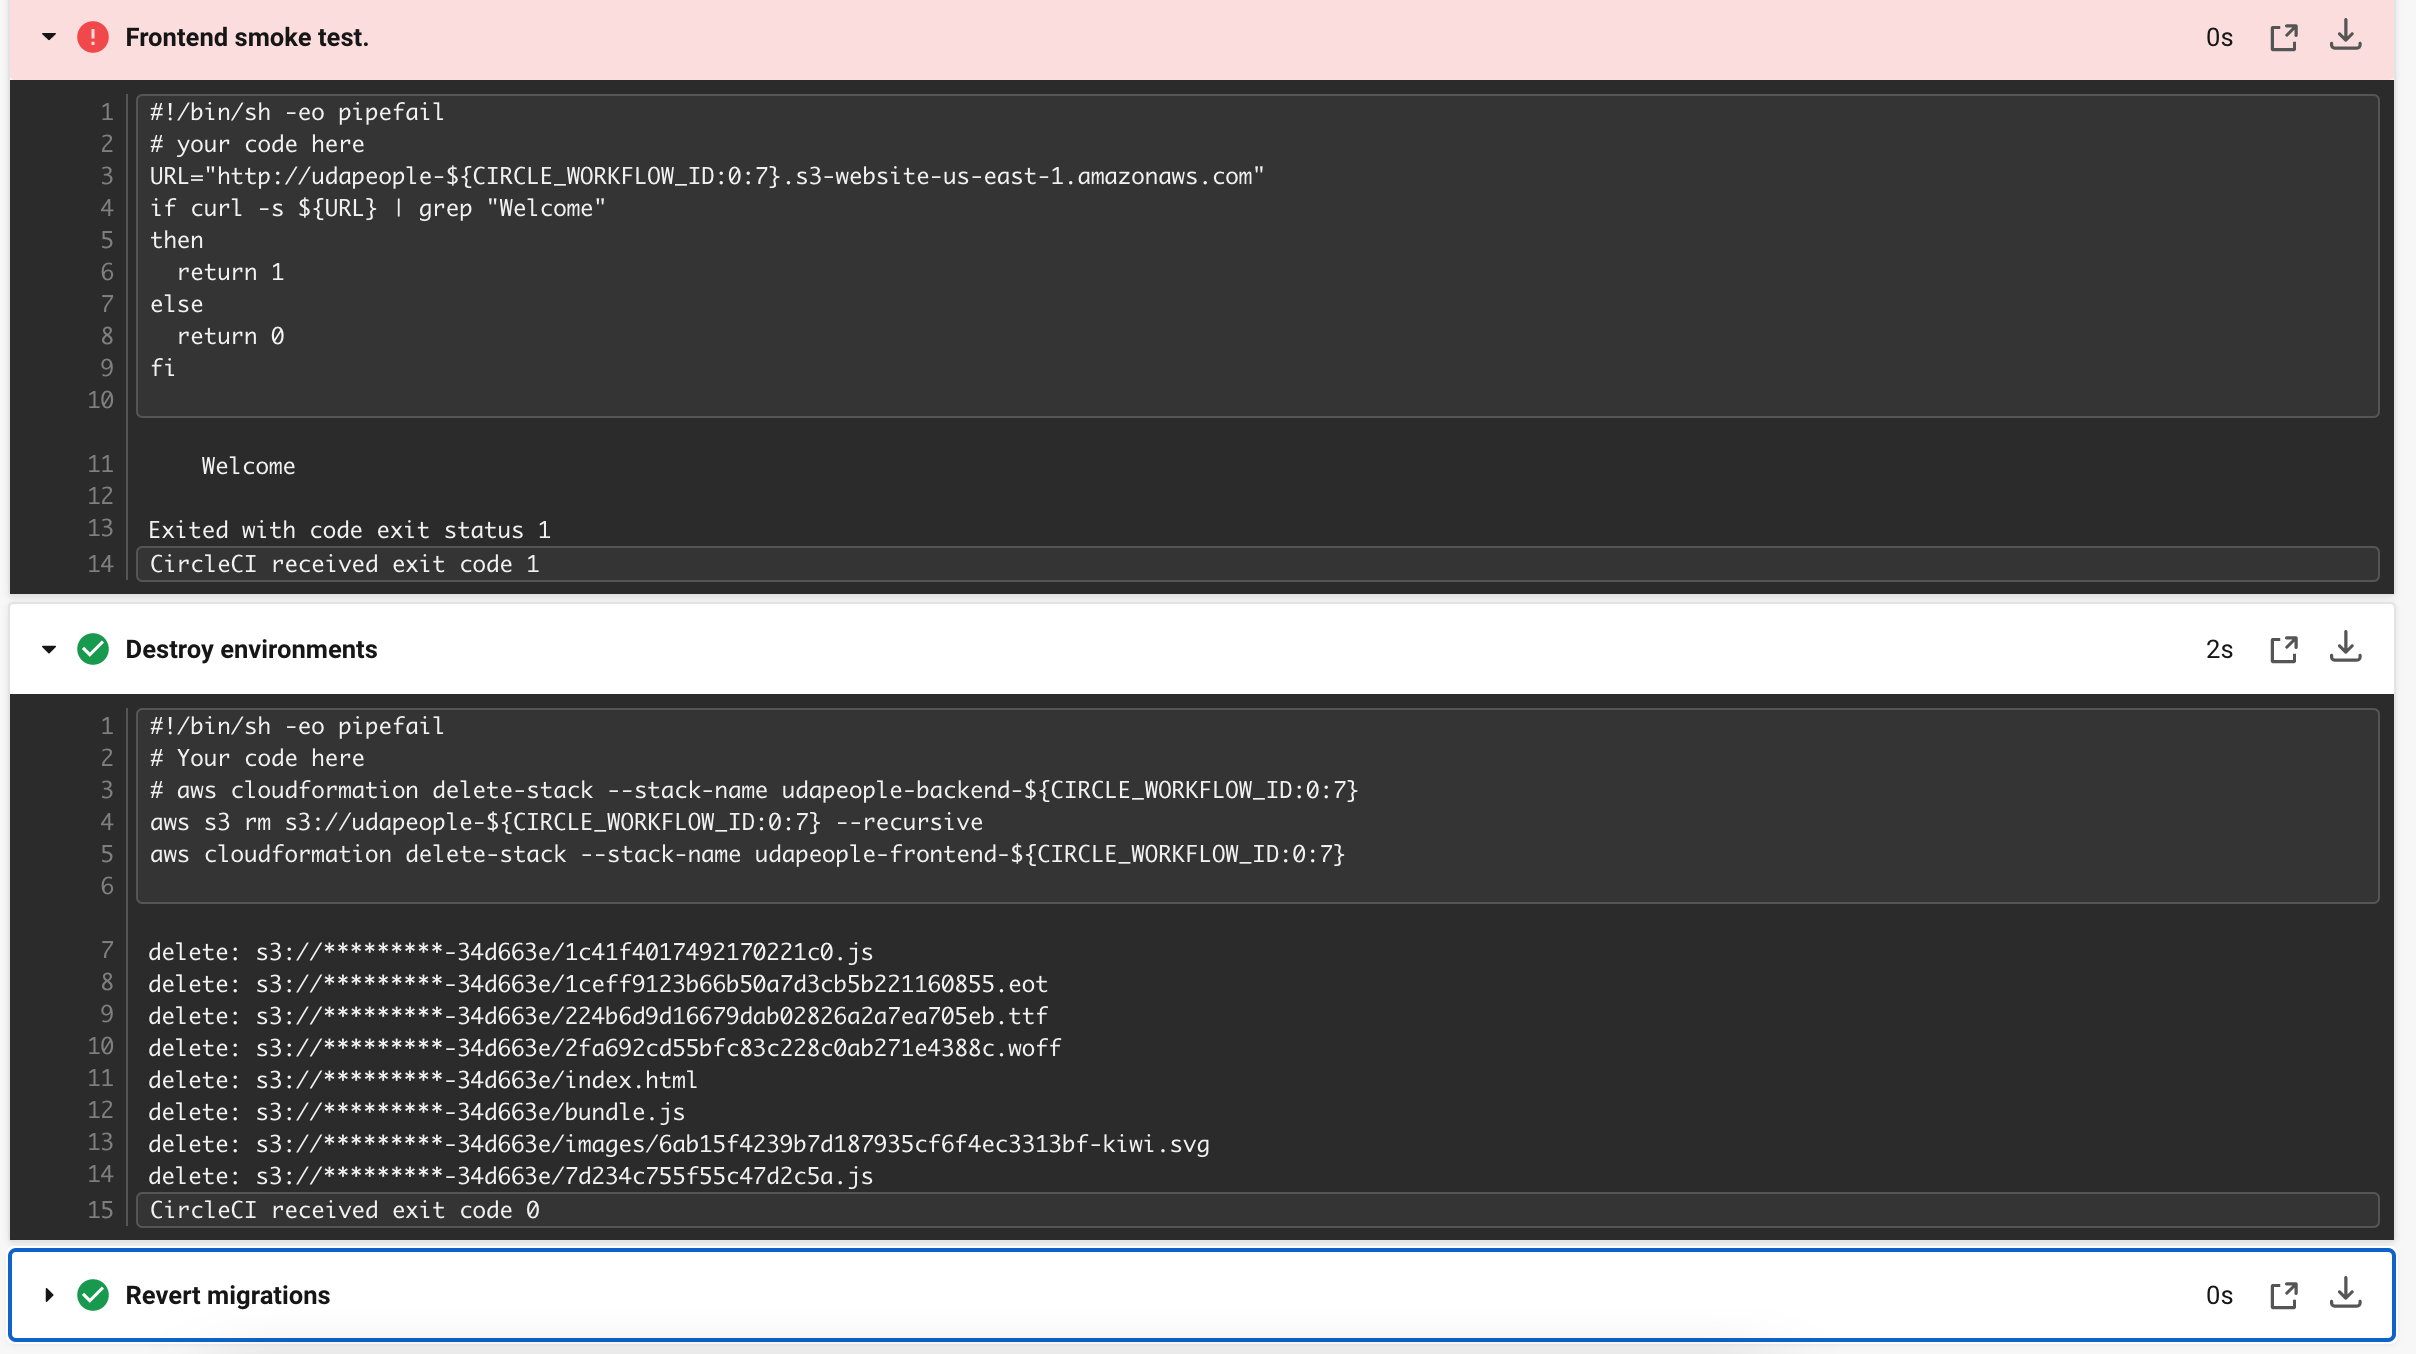 Frontend smoke test.
0s
1 #!/bin/sh -eo pipefail
2 # your code here
3 URL="http://udapeople-${CIRCLE_WORKFLOW_ID:0:7}.s3-website-us-east-1.amazonaws.com"
4 if curl -s ${URL} | grep "Welcome"
5 then
6   return 1
7 else
8   return 0
9 fi
10
11     Welcome
12
13 Exited with code exit status 1
14 CircleCI received exit code 1
Destroy environments
2s
1 #!/bin/sh -eo pipefail
2 # Your code here
3 # aws cloudformation delete-stack --stack-name udapeople-backend-${CIRCLE_WORKFLOW_ID:0:7}
4 aws s3 rm s3://udapeople-${CIRCLE_WORKFLOW_ID:0:7} --recursive
5 aws cloudformation delete-stack --stack-name udapeople-frontend-${CIRCLE_WORKFLOW_ID:0:7}
6
7 delete: s3://*********-34d663e/1c41f4017492170221c0.js
8 delete: s3://*********-34d663e/1ceff9123b66b50a7d3cb5b221160855.eot
9 delete: s3://*********-34d663e/224b6d9d16679dab02826a2a7ea705eb.ttf
10 delete: s3://*********-34d663e/2fa692cd55bfc83c228c0ab271e4388c.woff
11 delete: s3://*********-34d663e/index.html
12 delete: s3://*********-34d663e/bundle.js
13 delete: s3://*********-34d663e/images/6ab15f4239b7d187935cf6f4ec3313bf-kiwi.svg
14 delete: s3://*********-34d663e/7d234c755f55c47d2c5a.js
15 CircleCI received exit code 0
Revert migrations
0s